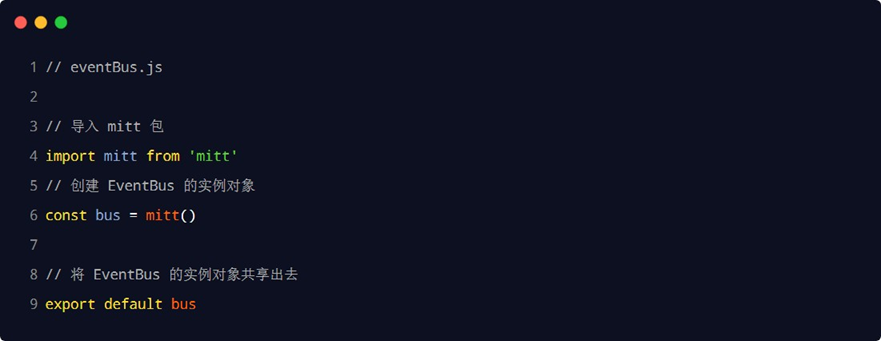 1 // eventBus.js
2
3 // 导入 mitt 包
4 import mitt from 'mitt'
5 // 创建 EventBus 的实例对象
6 const bus = mitt()
7
8 // 将 EventBus 的实例对象共享出去
9 export default bus